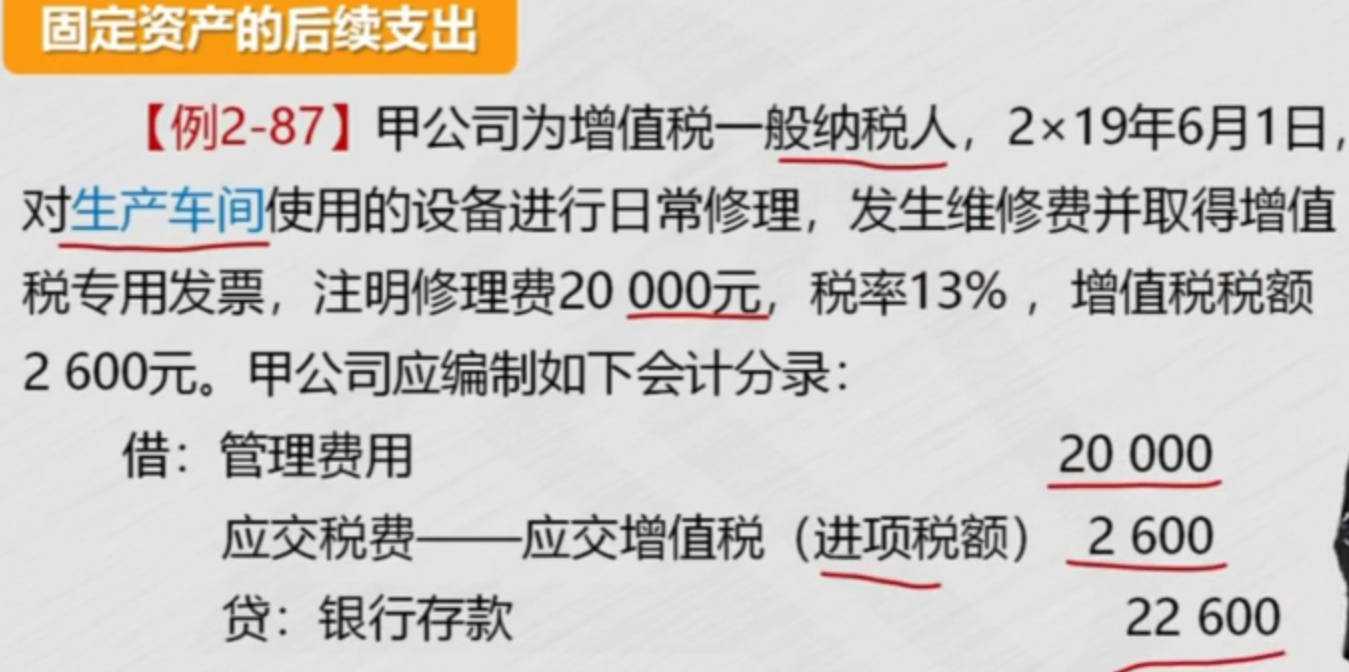 固定资产的后续支出
【例2-87】甲公司为增值税一般纳税人，2×19年6月1日，
对生产车间使用的设备进行日常修理，发生维修费并取得增值
税专用发票，注明修理费20 000元，税率13% ，增值税税额
2 600元。甲公司应编制如下会计分录：
借：管理费用 20 000
应交税费——应交增值税（进项税额） 2 600
贷：银行存款 22 600